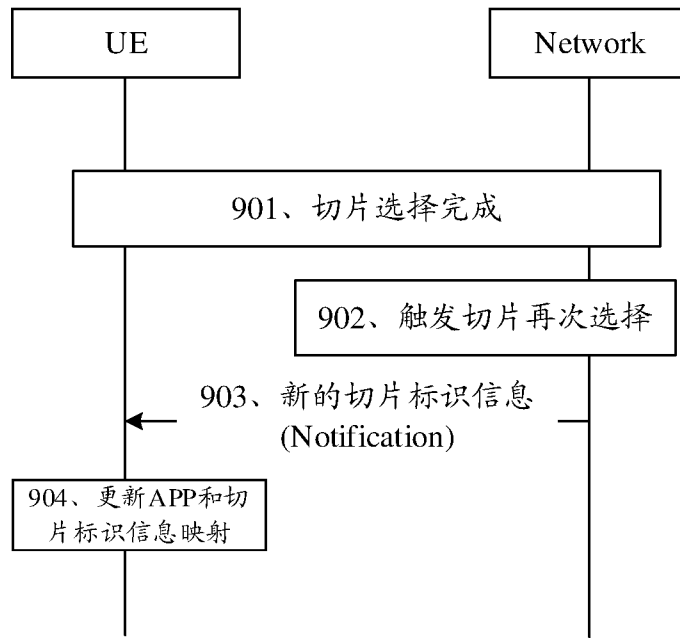 UE
Network
901、切片选择完成
902、触发切片再次选择
903、新的切片标识信息
(Notification)
904、更新APP和切
片标识信息映射